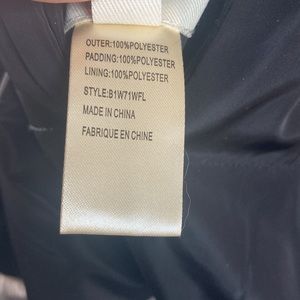 OUTER:100%POLYESTER
PADDING:100%POLYESTER
LINING:100%POLYESTER
STYLE:B1W71WFL
MADE IN CHINA
FABRIQUE EN CHINE